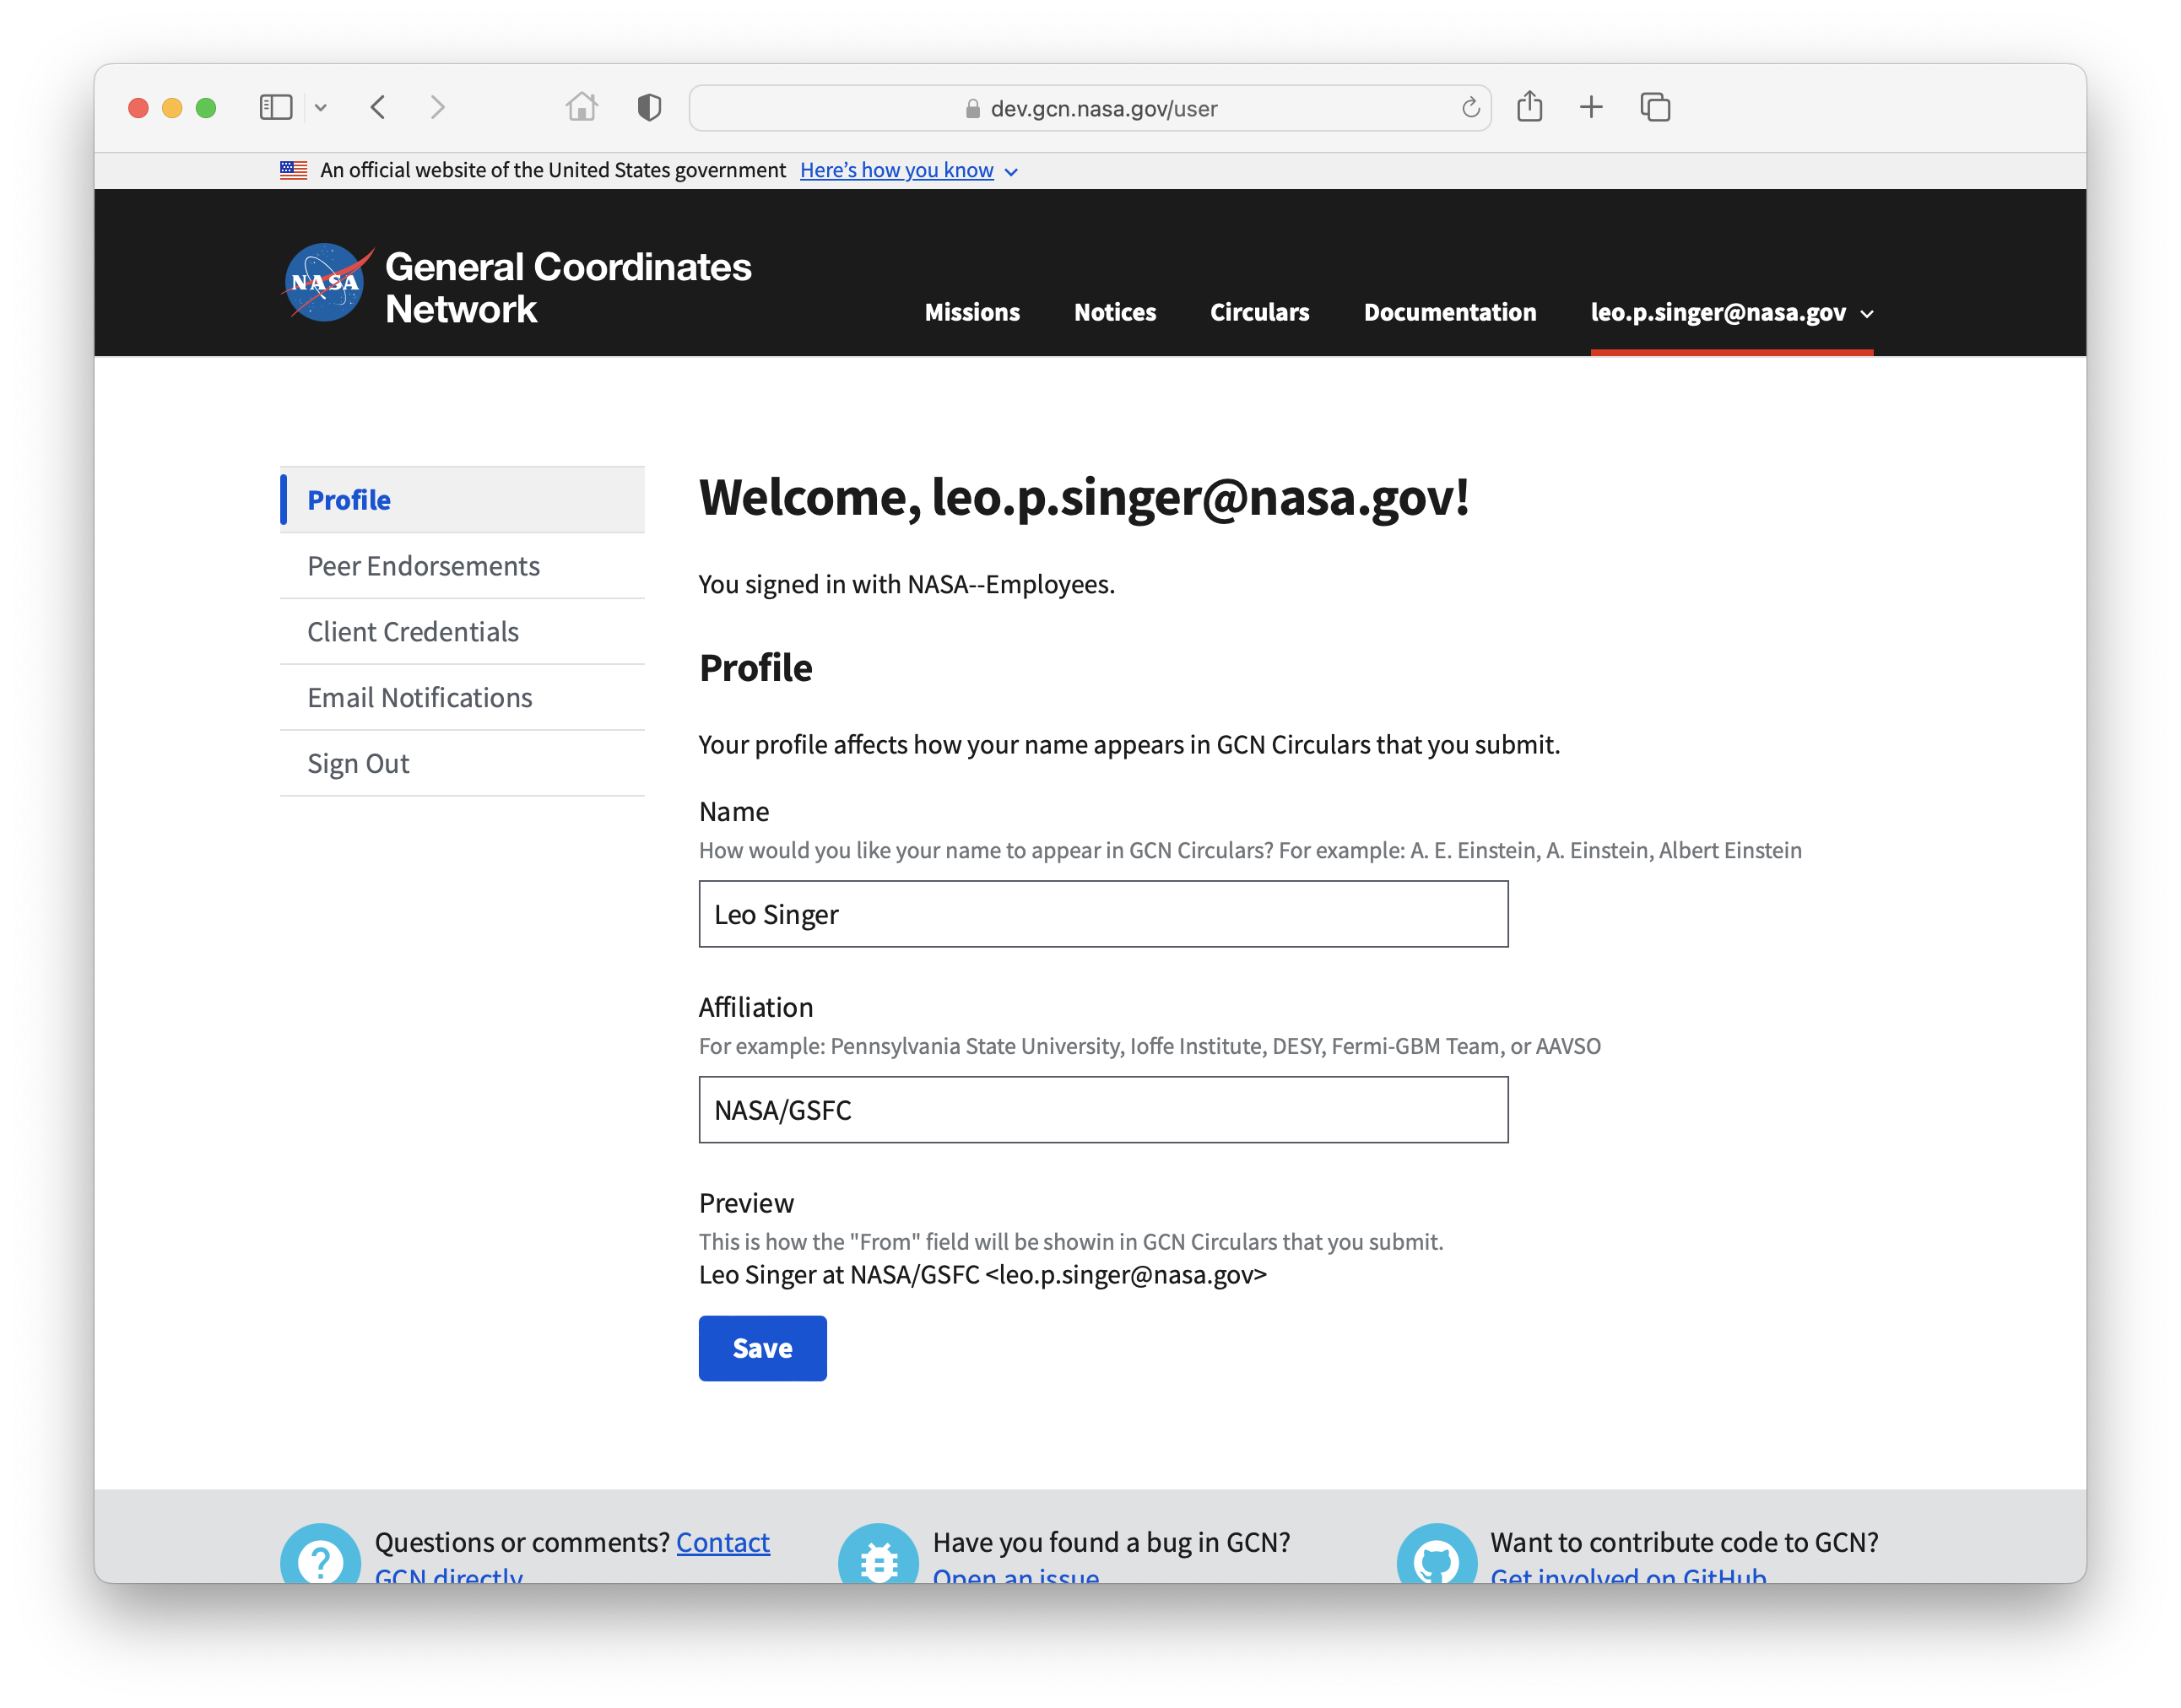 dev.gcn.nasa.gov/user
An official website of the United States government Here’s how you know
NASA
General Coordinates
Network
Missions Notices Circulars Documentation leo.p.singer@nasa.gov
Profile
Peer Endorsements
Client Credentials
Email Notifications
Sign Out
Welcome, leo.p.singer@nasa.gov!
You signed in with NASA--Employees.
Profile
Your profile affects how your name appears in GCN Circulars that you submit.
Name
How would you like your name to appear in GCN Circulars? For example: A. E. Einstein, A. Einstein, Albert Einstein
Leo Singer
Affiliation
For example: Pennsylvania State University, Ioffe Institute, DESY, Fermi-GBM Team, or AAVSO
NASA/GSFC
Preview
This is how the "From" field will be showin in GCN Circulars that you submit.
Leo Singer at NASA/GSFC <leo.p.singer@nasa.gov>
Save
Questions or comments? Contact
GCN directly
Have you found a bug in GCN?
Open an issue
Want to contribute code to GCN?
Get involved on GitHub